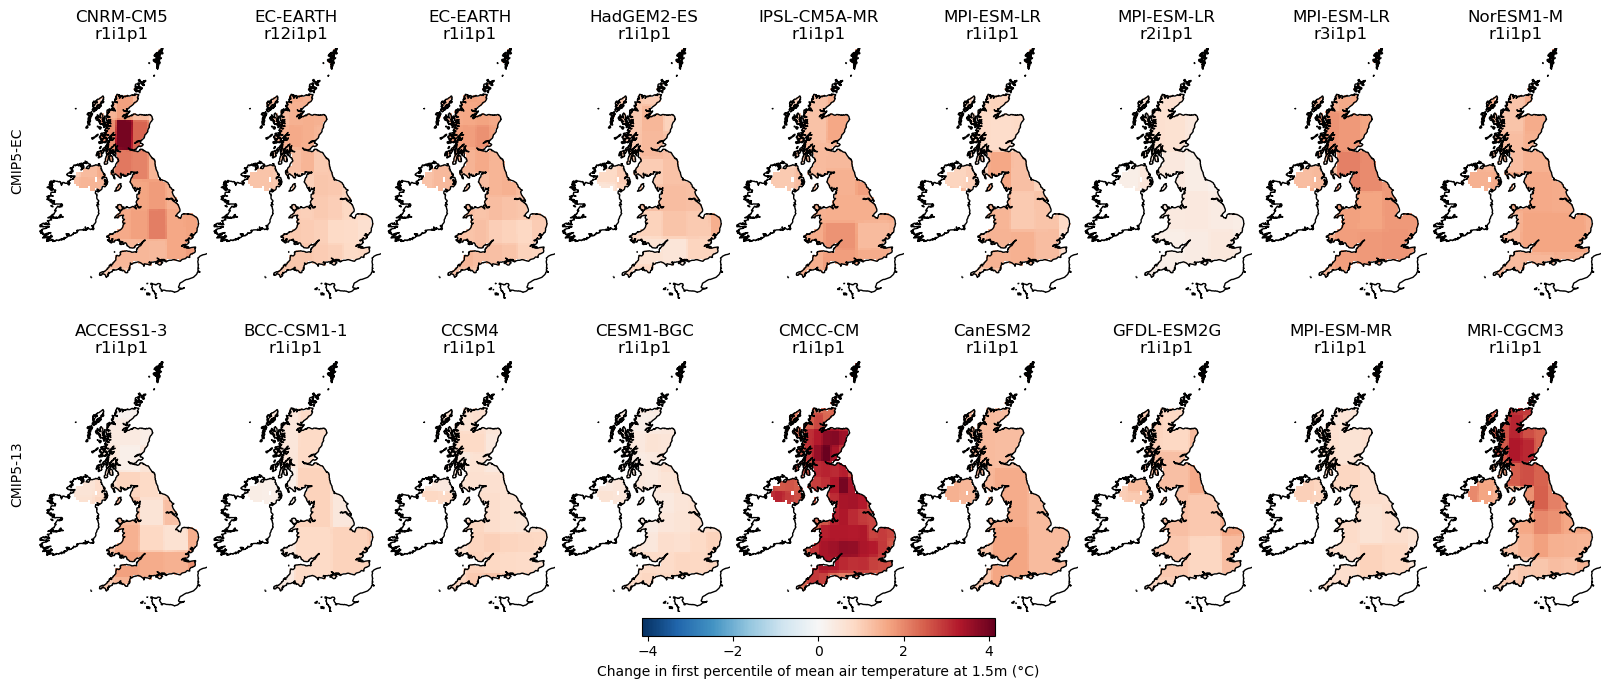 CNRM-CM5
r1i1p1
EC-EARTH
r12i1p1
EC-EARTH
r1i1p1
HadGEM2-ES
r1i1p1
IPSL-CM5A-MR
r1i1p1
MPI-ESM-LR
r1i1p1
MPI-ESM-LR
r2i1p1
MPI-ESM-LR
r3i1p1
NorESM1-M
r1i1p1
CMIP5-EC
ACCESS1-3
r1i1p1
BCC-CSM1-1
r1i1p1
CCSM4
r1i1p1
CESM1-BGC
r1i1p1
CMCC-CM
r1i1p1
CanESM2
r1i1p1
GFDL-ESM2G
r1i1p1
MPI-ESM-MR
r1i1p1
MRI-CGCM3
r1i1p1
CMIP5-13
−4 −2 0 2 4
Change in first percentile of mean air temperature at 1.5m (°C)